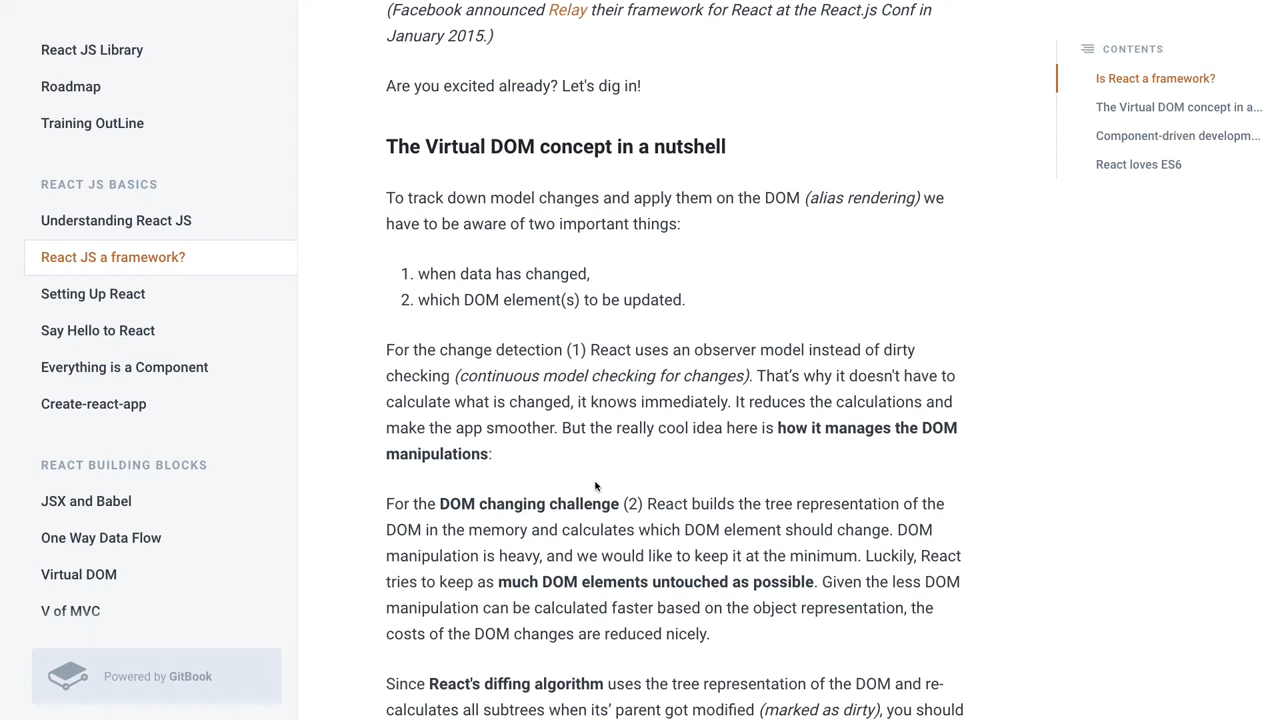 React JS Library
Roadmap
Training OutLine
REACT JS BASICS
Understanding React JS
React JS a framework?
Setting Up React
Say Hello to React
Everything is a Component
Create-react-app
REACT BUILDING BLOCKS
JSX and Babel
One Way Data Flow
Virtual DOM
V of MVC
Powered by GitBook
(Facebook announced Relay their framework for React at the React.js Conf in
January 2015.)
Are you excited already? Let's dig in!
The Virtual DOM concept in a nutshell
To track down model changes and apply them on the DOM (alias rendering) we
have to be aware of two important things:
1. when data has changed,
2. which DOM element(s) to be updated.
For the change detection (1) React uses an observer model instead of dirty
checking (continuous model checking for changes). That’s why it doesn't have to
calculate what is changed, it knows immediately. It reduces the calculations and
make the app smoother. But the really cool idea here is how it manages the DOM
manipulations:
For the DOM changing challenge (2) React builds the tree representation of the
DOM in the memory and calculates which DOM element should change. DOM
manipulation is heavy, and we would like to keep it at the minimum. Luckily, React
tries to keep as much DOM elements untouched as possible. Given the less DOM
manipulation can be calculated faster based on the object representation, the
costs of the DOM changes are reduced nicely.
Since React's diffing algorithm uses the tree representation of the DOM and re-
calculates all subtrees when its’ parent got modified (marked as dirty), you should
CONTENTS
Is React a framework?
The Virtual DOM concept in a...
Component-driven developm...
React loves ES6